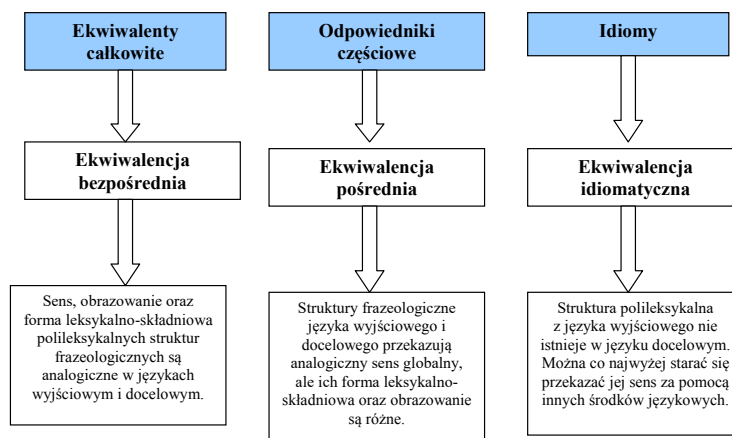 Ekwiwalenty
całkowite
Ekwiwalencja
bezpośrednia
Sens, obrazowanie oraz
forma leksykalno-składniowa
polileksykalnych struktur
frazeologicznych są
analogiczne w językach
wyjściowym i docelowym.
Odpowiedniki
częściowe
Ekwiwalencja
pośrednia
Struktury frazeologiczne
języka wyjściowego i
docelowego przekazują
analogiczny sens globalny,
ale ich forma leksykalno-
składniowa oraz obrazowanie
są różne.
Idiomy
Ekwiwalencja
idiomatyczna
Struktura polileksykalna
z języka wyjściowego nie
istnieje w języku docelowym.
Można co najwyżej starać się
przekazać jej sens za pomocą
innych środków językowych.